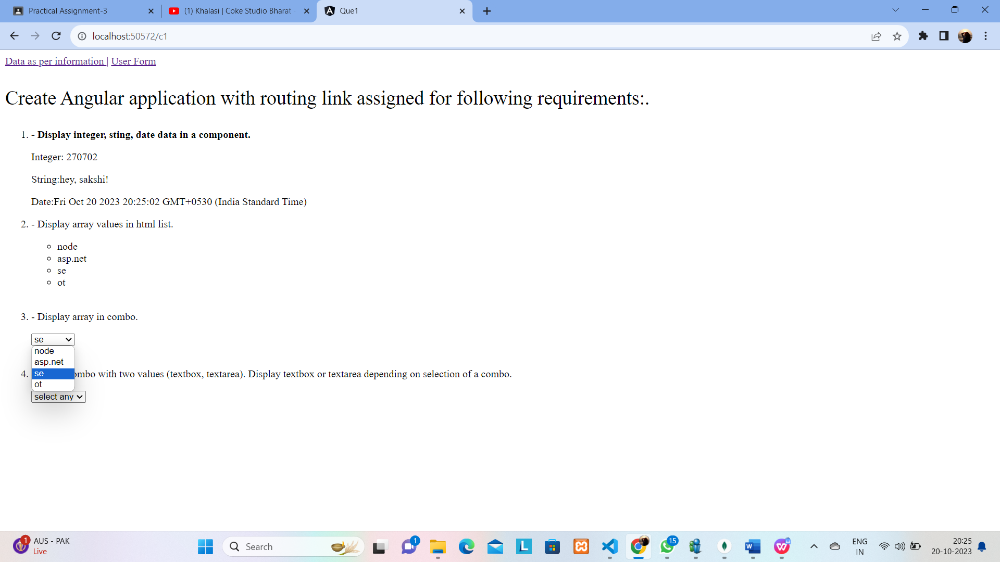 Practical Assignment-3
(1) Khalasi | Coke Studio Bharat
Que1
localhost:50572/c1
Data as per information | User Form
Create Angular application with routing link assigned for following requirements:.
1. - Display integer, sting, date data in a component.
Integer: 270702
String:hey, sakshi!
Date:Fri Oct 20 2023 20:25:02 GMT+0530 (India Standard Time)
2. - Display array values in html list.
node
asp.net
se
ot
3. - Display array in combo.
se
node
asp.net
se
ot
4. ombo with two values (textbox, textarea). Display textbox or textarea depending on selection of a combo.
select any
1
AUS - PAK
Live
Search
1
L
W
15
ENG
IN
20:25
20-10-2023